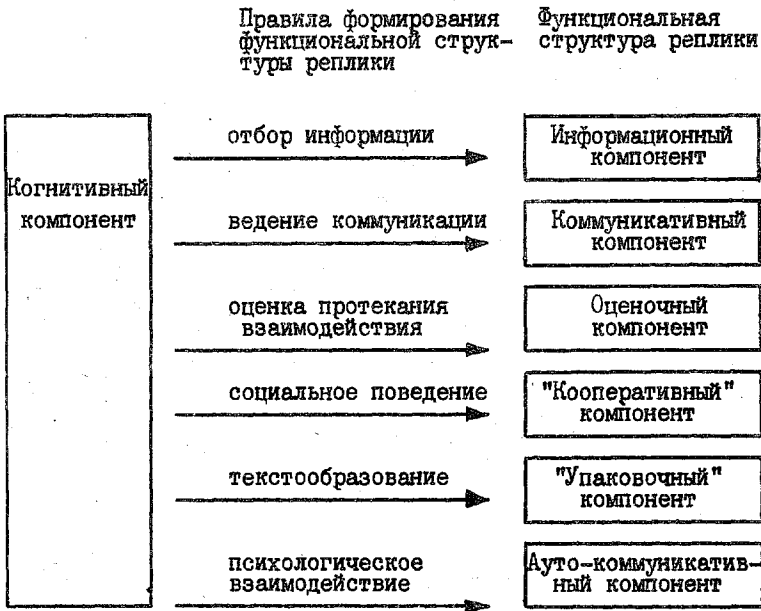 Правила формирования
функциональной струк-
туры реплики
Функциональная
структура реплики
Когнитивный
компонент
отбор информации
Информационный
компонент
ведение коммуникации
Коммуникативный
компонент
оценка протекания
взаимодействия
Оценочный
компонент
социальное поведение
"Кооперативный"
компонент
текстообразование
"Упаковочный"
компонент
психологическое
взаимодействие
Ауто-коммуникатив-
ный компонент